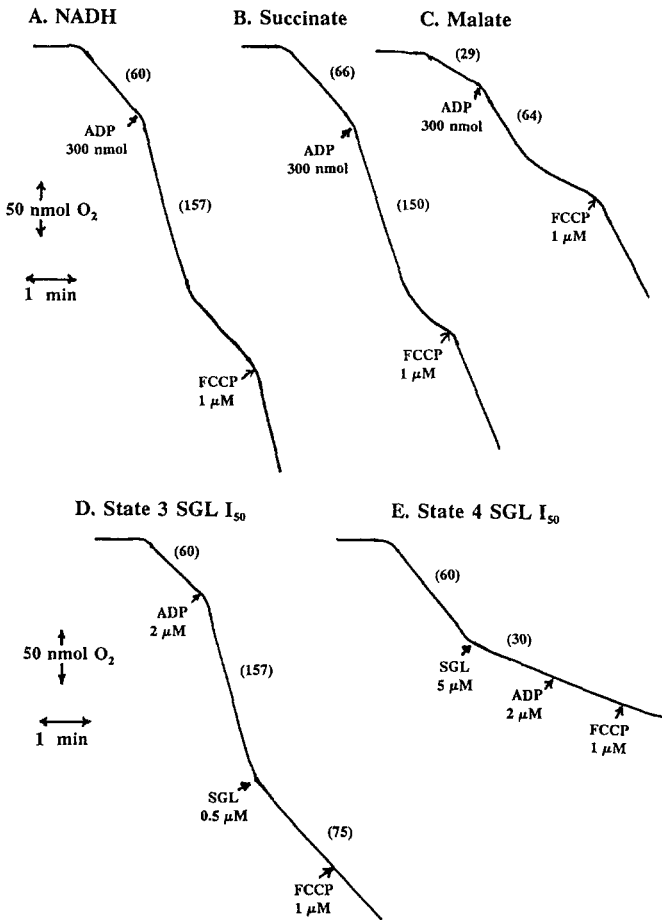 A. NADH
B. Succinate
C. Malate
(60)
(66)
(29)
ADP
300 nmol
ADP
300 nmol
ADP
300 nmol
(64)
50 nmol O₂
(157)
(150)
1 min
FCCP
1 µM
FCCP
1 µM
FCCP
1 µM
D. State 3 SGL I₅₀
E. State 4 SGL I₅₀
(60)
(60)
ADP
2 µM
50 nmol O₂
(157)
(30)
SGL
5 µM
ADP
2 µM
FCCP
1 µM
1 min
SGL
0.5 µM
(75)
FCCP
1 µM